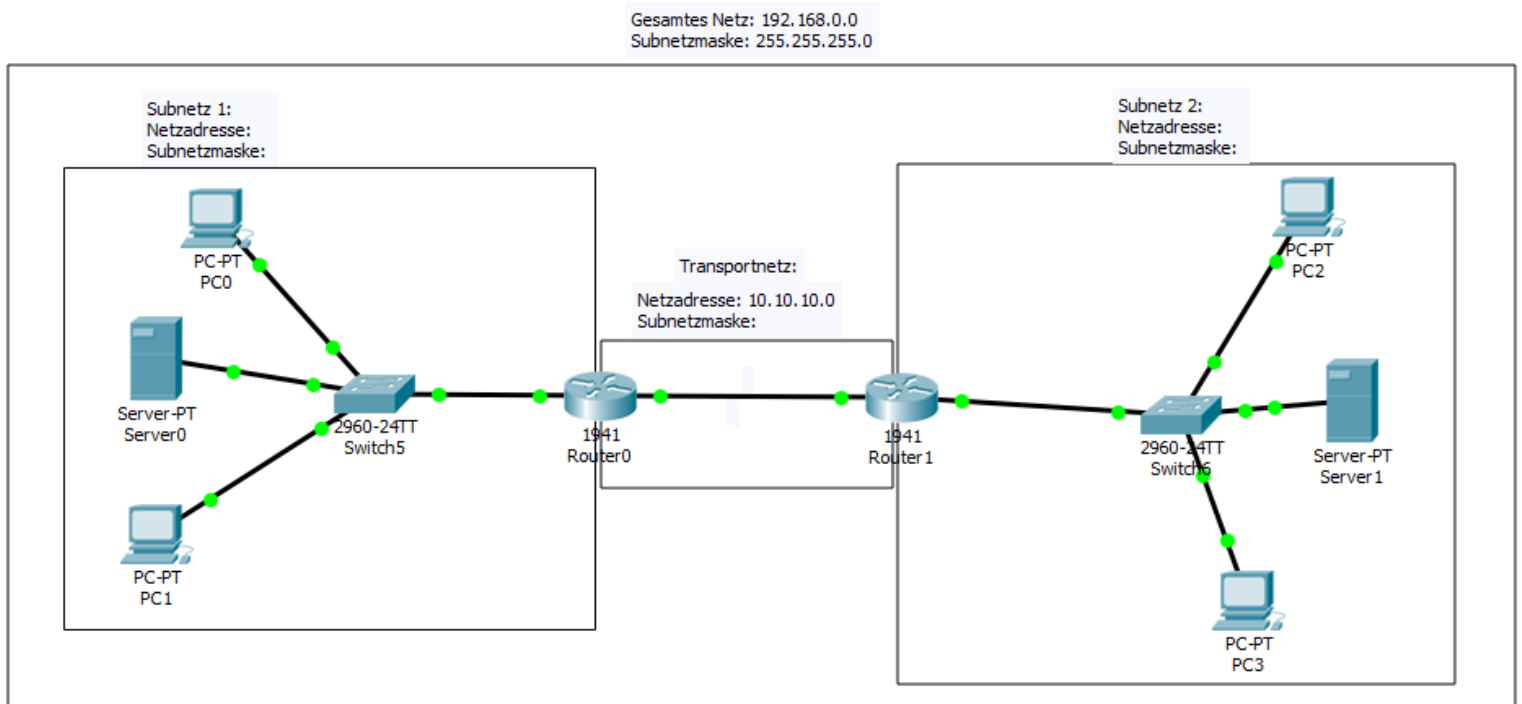 Gesamtes Netz: 192.168.0.0
Subnetzmaske: 255.255.255.0
Subnetz 1:
Netzadresse:
Subnetzmaske:
Subnetz 2:
Netzadresse:
Subnetzmaske:
PC-PT
PC0
Server-PT
Server0
PC-PT
PC1
2960-24TT
Switch5
Transportnetz:
Netzadresse: 10.10.10.0
Subnetzmaske:
1941
Router0
1941
Router1
PC-PT
PC2
2960-24TT
Switch6
Server-PT
Server1
PC-PT
PC3